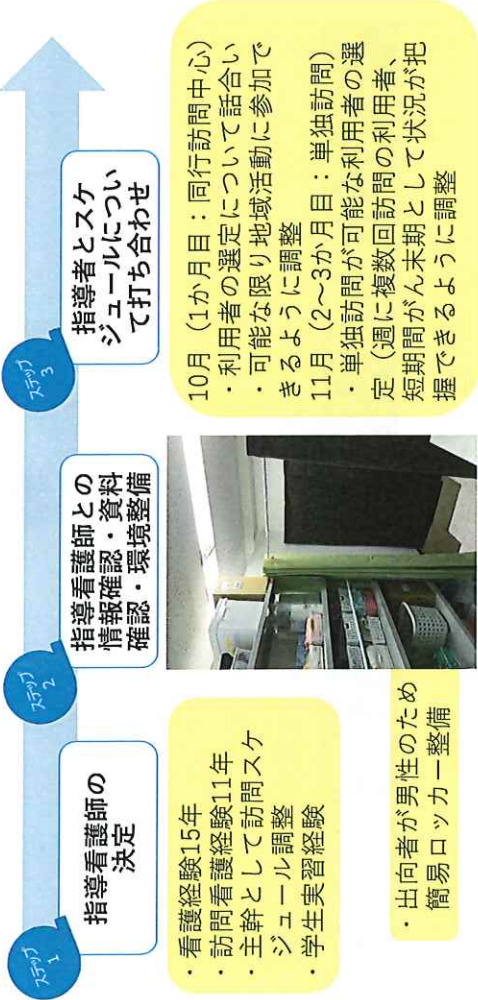 ステップ
1
指導看護師の
決定
・看護経験15年
・訪問看護経験11年
・主幹として訪問スケ
ジュール調整
・学生実習経験
ステップ
2
指導看護師との
情報確認・資料
確認・環境整備
・出向者が男性のため
簡易ロッカー整備
ステップ
3
指導者とスケ
ジュールについ
て打ち合わせ
10月（1か月目：同行訪問中心）
・利用者の選定について話合い
・可能な限り地域活動に参加で
きるように調整
11月（2～3か月目：単独訪問）
・単独訪問が可能な利用者の選
定（週に複数回訪問の利用者、
短期間がん末期として状況が把
握できるように調整